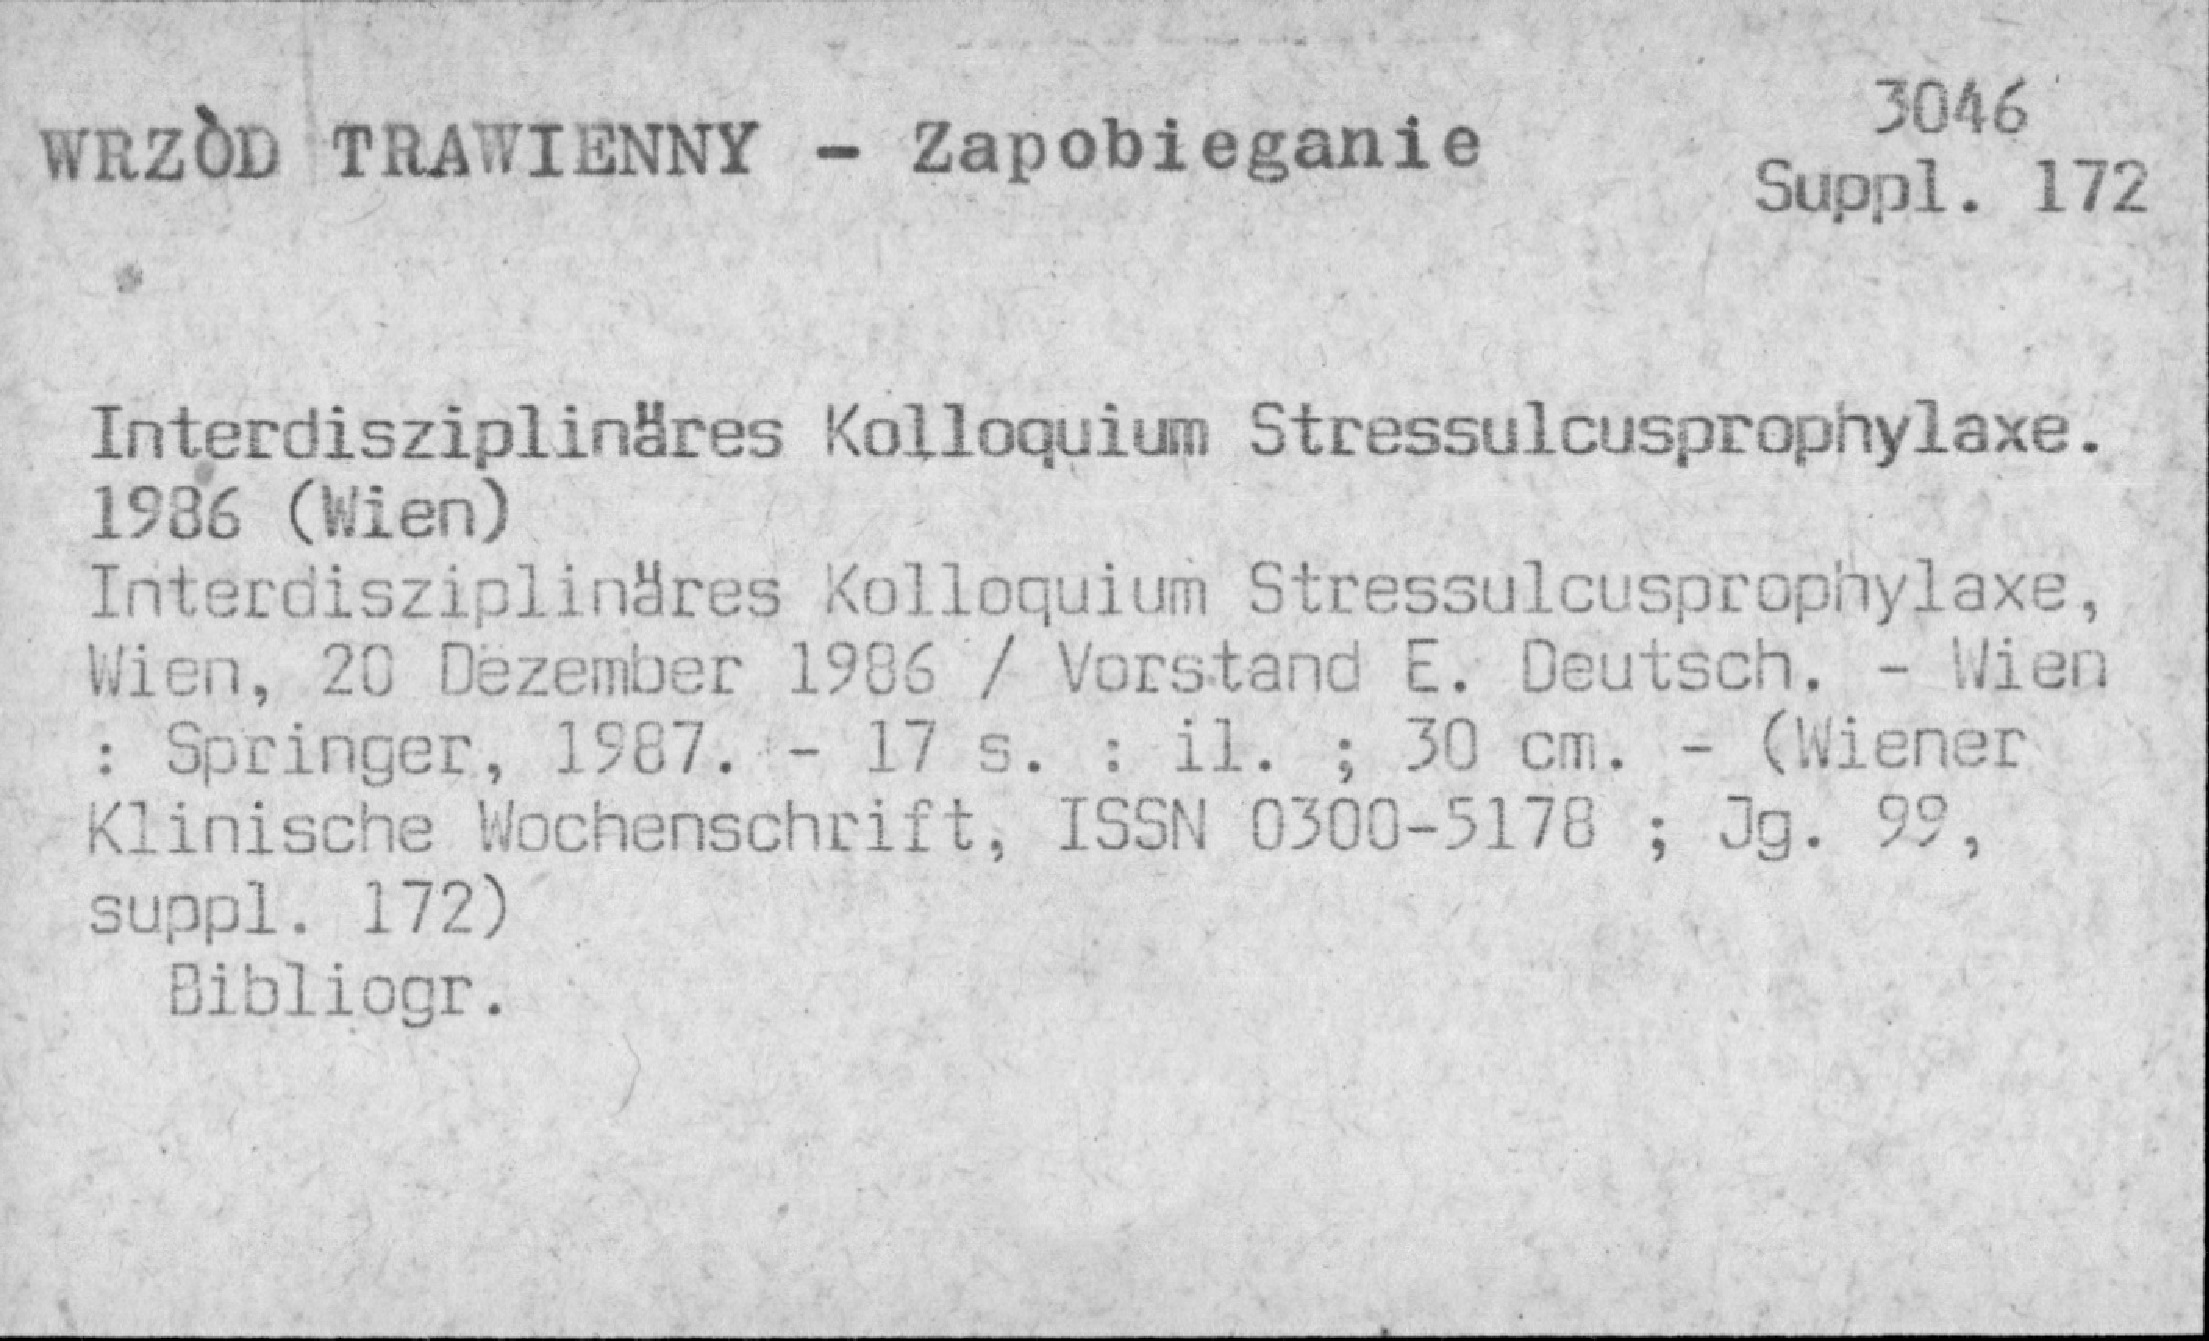 WRZÒD TRAWIENNY - Zapobieganie
3046
Suppl. 172
Interdisziplinäres Kolloquium Stressulcusprophylaxe.
1986 (Wien)
Interdisziplinäres Kolloquium Stressulcusprophylaxe,
Wien, 20 Dezember 1986 / Vorstand E. Deutsch. - Wien
: Springer, 1987. - 17 s. : il. ; 30 cm. - (Wiener
Klinische Wochenschrift, ISSN 0300-5178 ; Jg. 99,
suppl. 172)
Bibliogr.